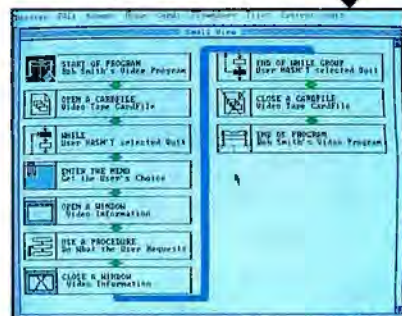 Small View
START OF PROGRAM
Bob Smith's Video Program
OPEN A CARDFILE
Video Tape CardFile
WHILE
User HASN'T selected Quit
ENTER THE MENU
Get the User's Choice
OPEN A WINDOW
Video Information
USE A PROCEDURE
Do What the User Requests
CLOSE A WINDOW
Video Information
END OF WHILE GROUP
User HASN'T selected Quit
CLOSE A CARDFILE
Video Tape CardFile
END OF PROGRAM
Bob Smith's Video Program